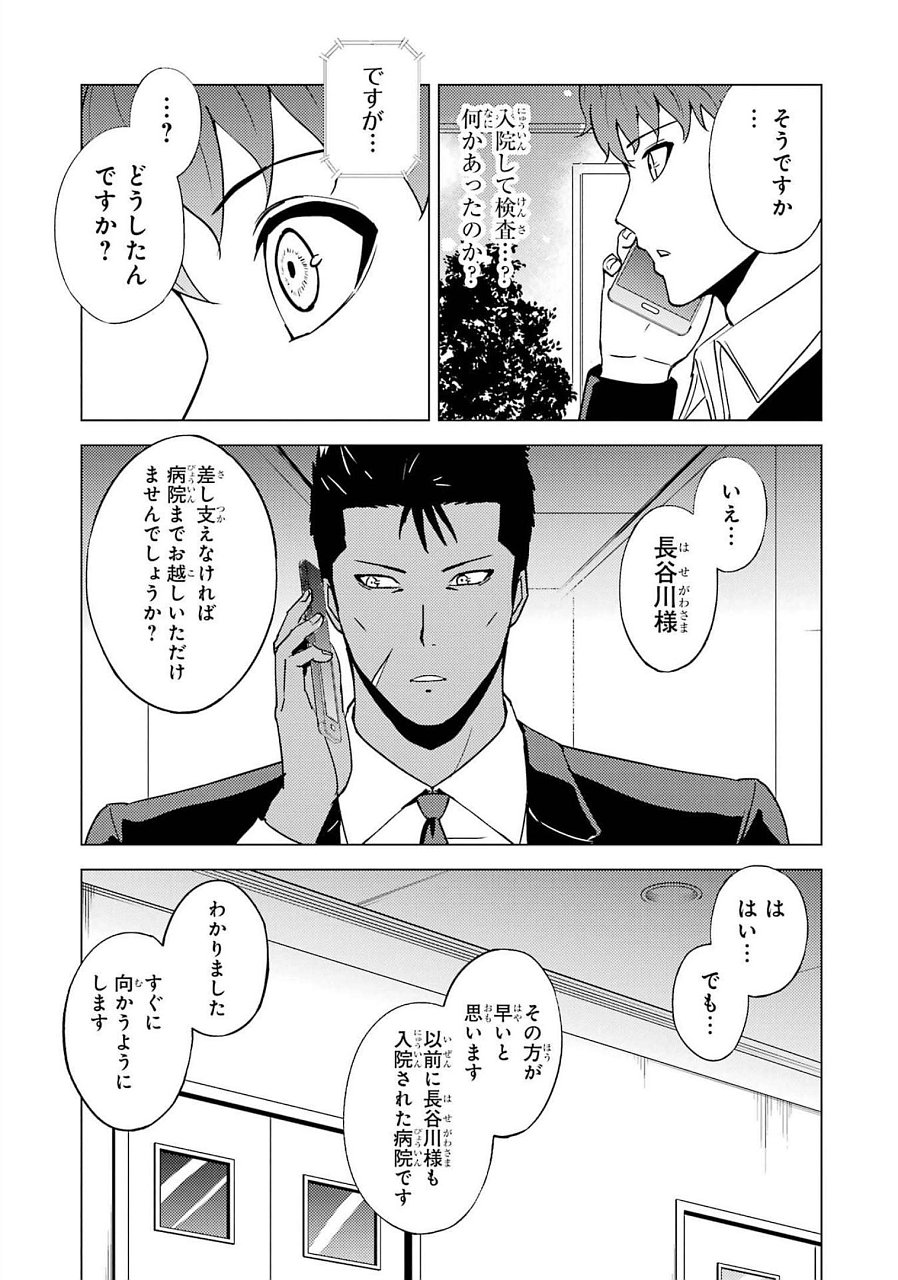 そうですか
…
入院して検査…？
何かあったのか？
ですが…
…？
どうしたん
ですか？
いえ…
長谷川様
差し支えなければ
病院までお越しいただけ
ませんでしょうか？
は
はい…
でも…
その方が
早いと
思います
以前に長谷川様も
入院された病院です
わかりました
すぐに
向かうように
します